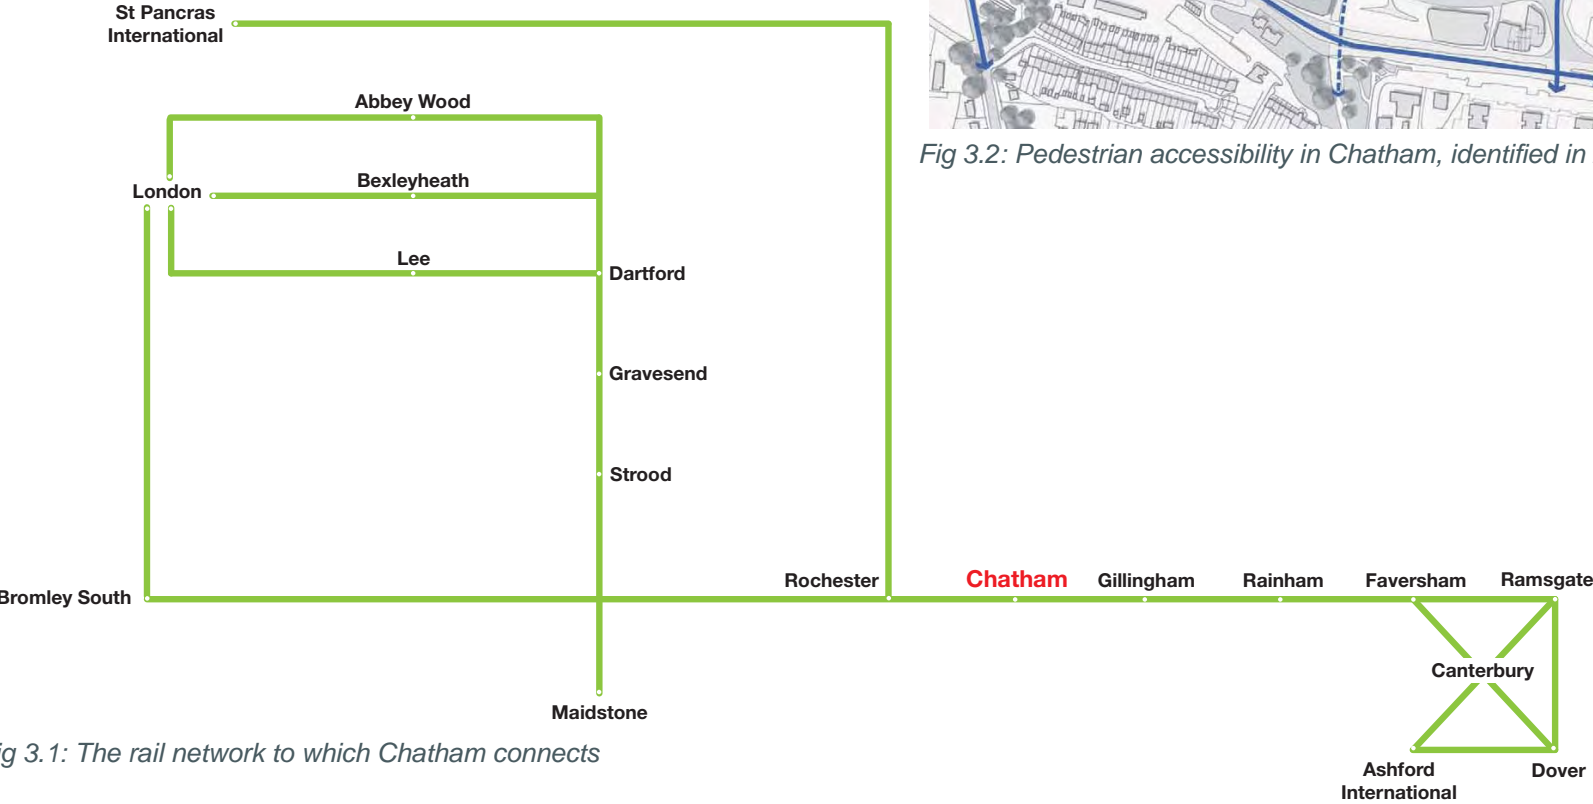 St Pancras
International
Abbey Wood
Fig 3.2: Pedestrian accessibility in Chatham, identified in
Bexleyheath
London
Lee
Dartford
Gravesend
Strood
Rochester
Chatham
Gillingham
Rainham
Faversham
Ramsgate
Bromley South
Canterbury
Maidstone
ig 3.1: The rail network to which Chatham connects
Ashford
International
Dover